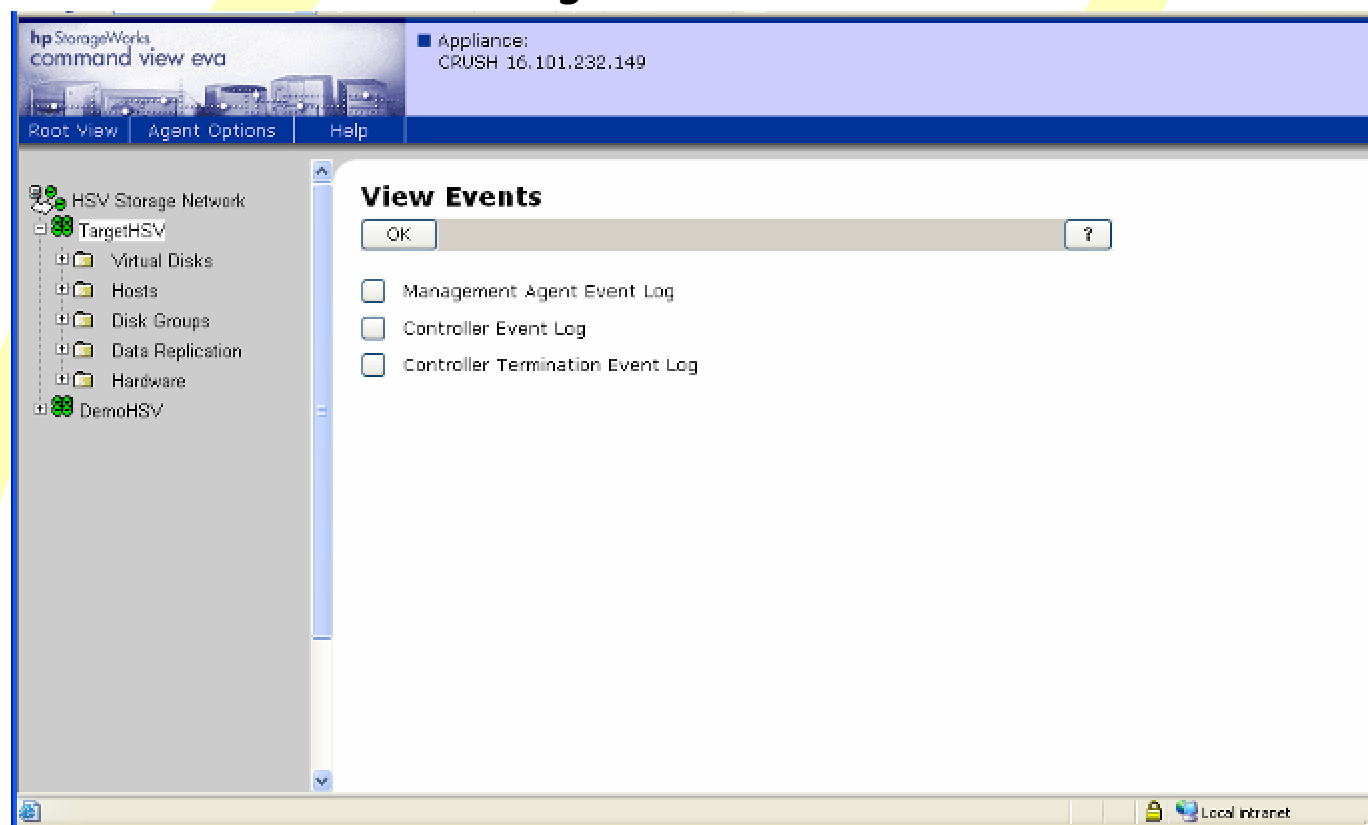 hp StorageWorks
command view eva
Appliance:
CRUSH 16.101.232.149
Root View
Agent Options
Help
HSV Storage Network
TargetHSV
Virtual Disks
Hosts
Disk Groups
Data Replication
Hardware
DemoHSV
View Events
OK
?
Management Agent Event Log
Controller Event Log
Controller Termination Event Log
Local intranet